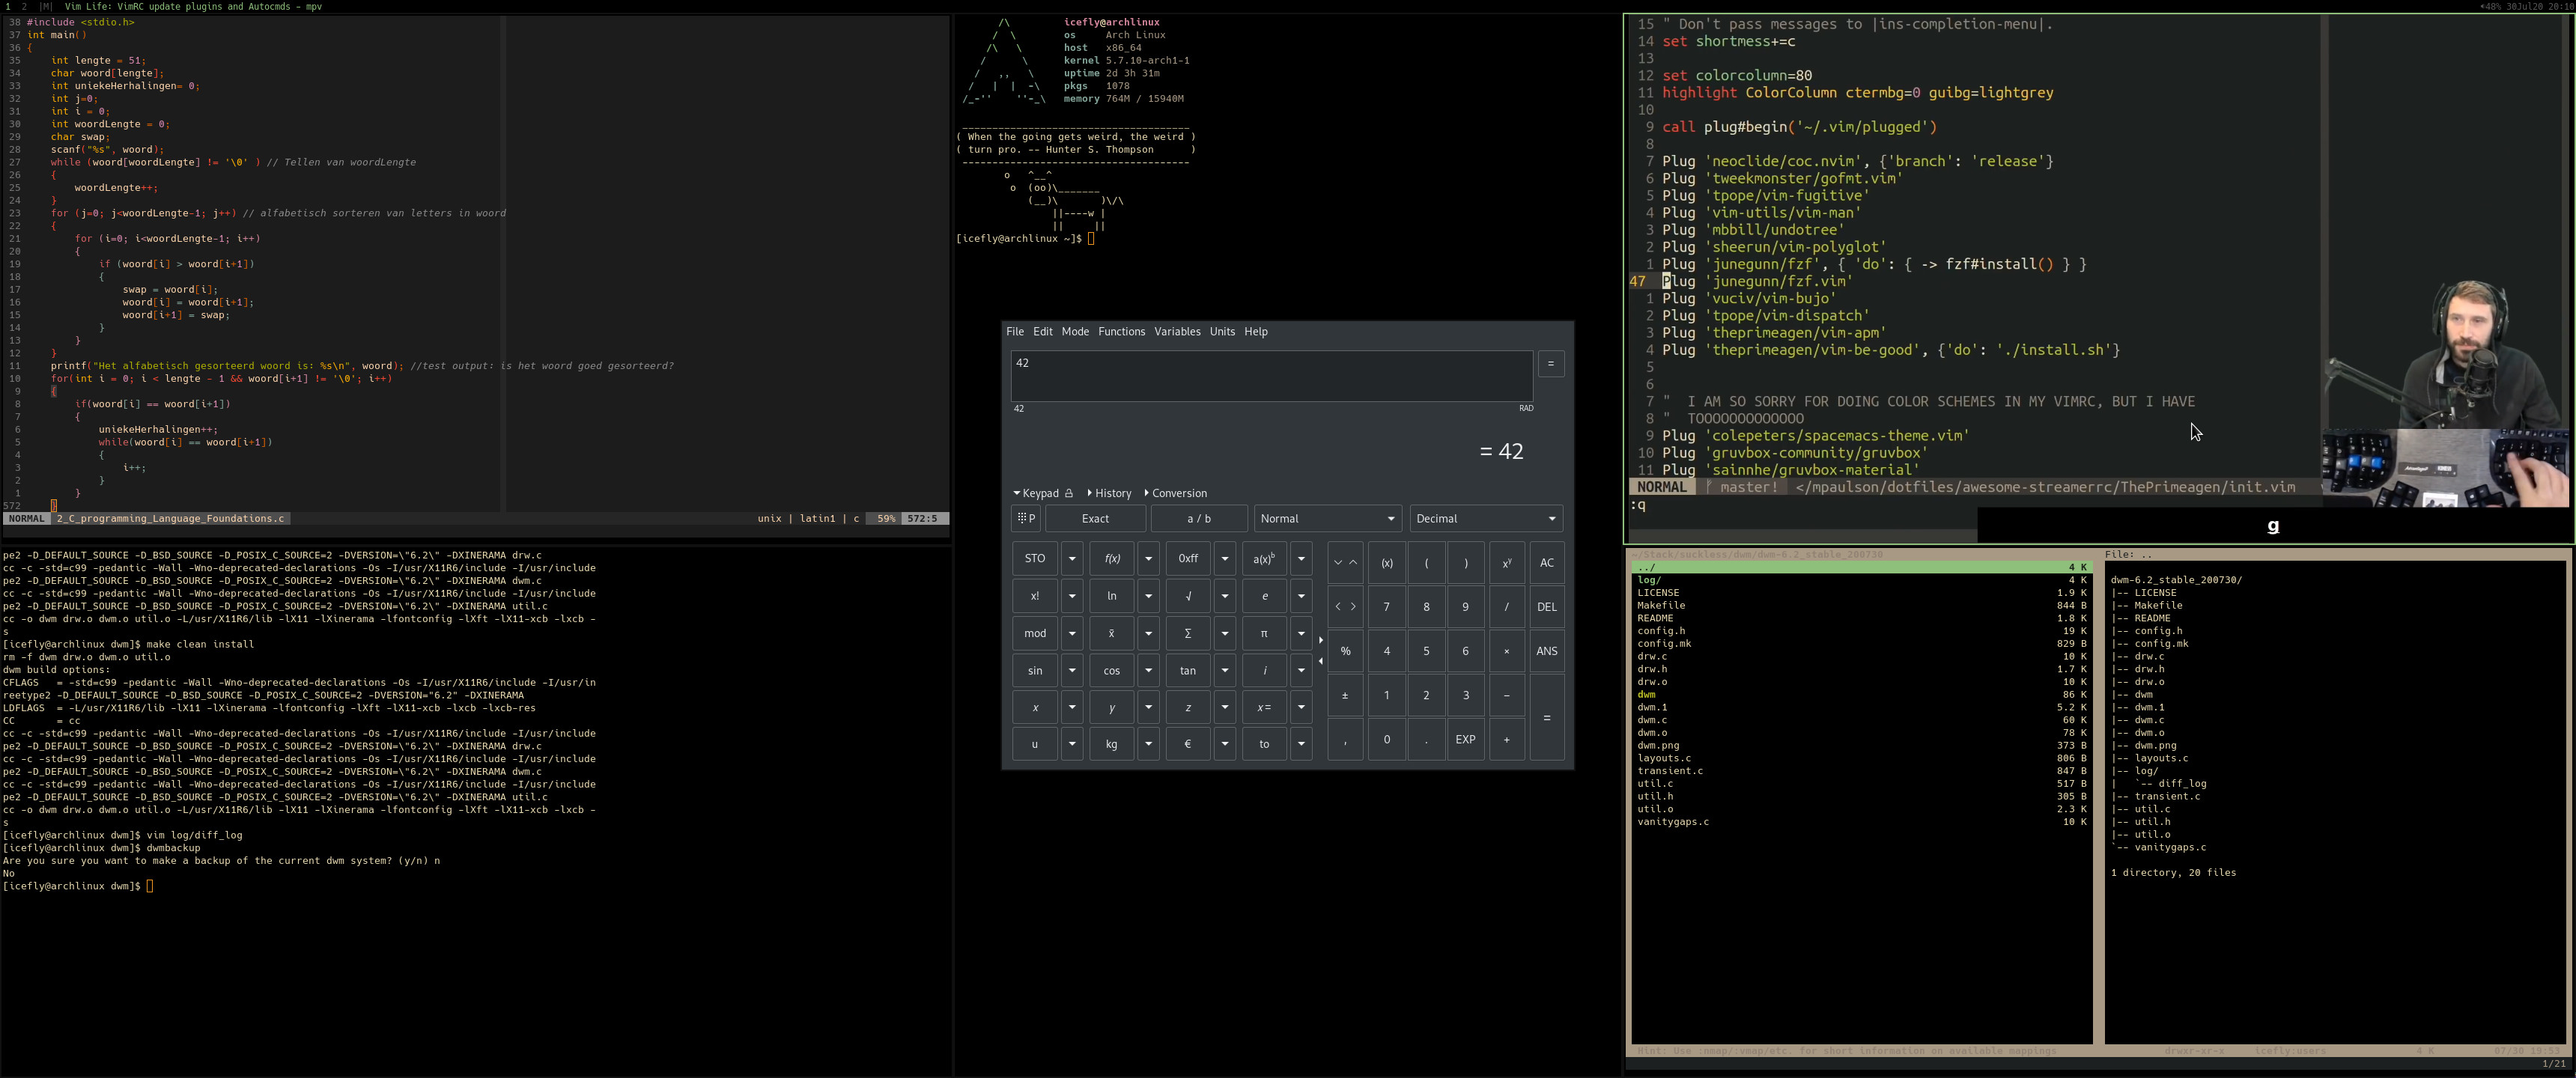 1 2 [M] Vim Life: VimRC update plugins and Autocmds - mpv
48% 30Jul20 20:10
38 #include <stdio.h>
37 int main()
36 {
35     int lengte = 51;
34     char woord[lengte];
33     int uniekeHerhalingen= 0;
32     int j=0;
31     int i = 0;
30     int woordLengte = 0;
29     char swap;
28     scanf("%s", woord);
27     while (woord[woordLengte] != '\0' ) // Tellen van woordLengte
26     {
25         woordLengte++;
24     }
23     for (j=0; j<woordLengte-1; j++) // alfabetisch sorteren van letters in woord
22     {
21         for (i=0; i<woordLengte-1; i++)
20         {
19             if (woord[i] > woord[i+1])
18             {
17                 swap = woord[i];
16                 woord[i] = woord[i+1];
15                 woord[i+1] = swap;
14             }
13         }
12     }
11     printf("Het alfabetisch gesorteerd woord is: %s\n", woord); //test output: is het woord goed gesorteerd?
10     for(int i = 0; i < lengte - 1 && woord[i+1] != '\0'; i++)
9     {
8         if(woord[i] == woord[i+1])
7         {
6             uniekeHerhalingen++;
5             while(woord[i] == woord[i+1])
4             {
3                 i++;
2             }
1         }
572     }
NORMAL 2_C_programming_Language_Foundations.c unix | latin1 | c 59% 572:5
pe2 -D_DEFAULT_SOURCE -D_BSD_SOURCE -D_POSIX_C_SOURCE=2 -DVERSION=\"6.2\" -DXINERAMA drw.c
cc -c -std=c99 -pedantic -Wall -Wno-deprecated-declarations -Os -I/usr/X11R6/include -I/usr/include
pe2 -D_DEFAULT_SOURCE -D_BSD_SOURCE -D_POSIX_C_SOURCE=2 -DVERSION=\"6.2\" -DXINERAMA dwm.c
cc -c -std=c99 -pedantic -Wall -Wno-deprecated-declarations -Os -I/usr/X11R6/include -I/usr/include
pe2 -D_DEFAULT_SOURCE -D_BSD_SOURCE -D_POSIX_C_SOURCE=2 -DVERSION=\"6.2\" -DXINERAMA util.c
cc -o dwm drw.o dwm.o util.o -L/usr/X11R6/lib -lX11 -lXinerama -lfontconfig -lXft -lX11-xcb -lxcb -
s
[icefly@archlinux dwm]$ make clean install
rm -f dwm drw.o dwm.o util.o
dwm build options:
CFLAGS   = -std=c99 -pedantic -Wall -Wno-deprecated-declarations -Os -I/usr/X11R6/include -I/usr/in
reetype2 -D_DEFAULT_SOURCE -D_BSD_SOURCE -D_POSIX_C_SOURCE=2 -DVERSION="6.2" -DXINERAMA
LDFLAGS  = -L/usr/X11R6/lib -lX11 -lXinerama -lfontconfig -lXft -lX11-xcb -lxcb -lxcb-res
CC       = cc
cc -c -std=c99 -pedantic -Wall -Wno-deprecated-declarations -Os -I/usr/X11R6/include -I/usr/include
pe2 -D_DEFAULT_SOURCE -D_BSD_SOURCE -D_POSIX_C_SOURCE=2 -DVERSION=\"6.2\" -DXINERAMA drw.c
cc -c -std=c99 -pedantic -Wall -Wno-deprecated-declarations -Os -I/usr/X11R6/include -I/usr/include
pe2 -D_DEFAULT_SOURCE -D_BSD_SOURCE -D_POSIX_C_SOURCE=2 -DVERSION=\"6.2\" -DXINERAMA dwm.c
cc -c -std=c99 -pedantic -Wall -Wno-deprecated-declarations -Os -I/usr/X11R6/include -I/usr/include
pe2 -D_DEFAULT_SOURCE -D_BSD_SOURCE -D_POSIX_C_SOURCE=2 -DVERSION=\"6.2\" -DXINERAMA util.c
cc -o dwm drw.o dwm.o util.o -L/usr/X11R6/lib -lX11 -lXinerama -lfontconfig -lXft -lX11-xcb -lxcb -
s
[icefly@archlinux dwm]$ vim log/diff_log
[icefly@archlinux dwm]$ dwmbackup
Are you sure you want to make a backup of the current dwm system? (y/n) n
No
[icefly@archlinux dwm]$
icefly@archlinux
os     Arch Linux
host   x86_64
kernel 5.7.10-arch1-1
uptime 2d 3h 31m
pkgs   1078
memory 764M / 15940M
( When the going gets weird, the weird )
( turn pro. -- Hunter S. Thompson      )
o   ^__^
o  (oo)\_______
(__)\       )\/\
||----w |
||     ||
[icefly@archlinux ~]$
File Edit Mode Functions Variables Units Help
42
=
42
RAD
= 42
Keypad History Conversion
P Exact a / b Normal Decimal
STO f(x) 0xff a(x)ᵇ (x) ( ) xʸ AC
x! ln √ e < > 7 8 9 / DEL
mod x̄ Σ π % 4 5 6 × ANS
sin cos tan i ± 1 2 3 −
x y z x= =
u kg € to , 0 . EXP +
15 " Don't pass messages to |ins-completion-menu|.
14 set shortmess+=c
13
12 set colorcolumn=80
11 highlight ColorColumn ctermbg=0 guibg=lightgrey
10
9 call plug#begin('~/.vim/plugged')
8
7 Plug 'neoclide/coc.nvim', {'branch': 'release'}
6 Plug 'tweekmonster/gofmt.vim'
5 Plug 'tpope/vim-fugitive'
4 Plug 'vim-utils/vim-man'
3 Plug 'mbbill/undotree'
2 Plug 'sheerun/vim-polyglot'
1 Plug 'junegunn/fzf', { 'do': { -> fzf#install() } }
47 Plug 'junegunn/fzf.vim'
1 Plug 'vuciv/vim-bujo'
2 Plug 'tpope/vim-dispatch'
3 Plug 'theprimeagen/vim-apm'
4 Plug 'theprimeagen/vim-be-good', {'do': './install.sh'}
5
6
7 "  I AM SO SORRY FOR DOING COLOR SCHEMES IN MY VIMRC, BUT I HAVE
8 "  TOOOOOOOOOOOOO
9 Plug 'colepeters/spacemacs-theme.vim'
10 Plug 'gruvbox-community/gruvbox'
11 Plug 'sainnhe/gruvbox-material'
NORMAL master! </mpaulson/dotfiles/awesome-streamerrc/ThePrimeagen/init.vim
:q
g
~/Stack/suckless/dwm/dwm-6.2_stable_200730
../ 4 K
log/ 4 K
LICENSE 1.9 K
Makefile 844 B
README 1.8 K
config.h 19 K
config.mk 829 B
drw.c 10 K
drw.h 1.7 K
drw.o 10 K
dwm 86 K
dwm.1 5.2 K
dwm.c 60 K
dwm.o 78 K
dwm.png 373 B
layouts.c 806 B
transient.c 847 B
util.c 517 B
util.h 305 B
util.o 2.3 K
vanitygaps.c 10 K
File: ..
dwm-6.2_stable_200730/
|-- LICENSE
|-- Makefile
|-- README
|-- config.h
|-- config.mk
|-- drw.c
|-- drw.h
|-- drw.o
|-- dwm
|-- dwm.1
|-- dwm.c
|-- dwm.o
|-- dwm.png
|-- layouts.c
|-- log/
|   `-- diff_log
|-- transient.c
|-- util.c
|-- util.h
|-- util.o
`-- vanitygaps.c
1 directory, 20 files
Hint: Use :nmap/:vmap/etc. for short information on available mappings drwxr-xr-x icefly:users 4 K 07/30 19:53
1/21